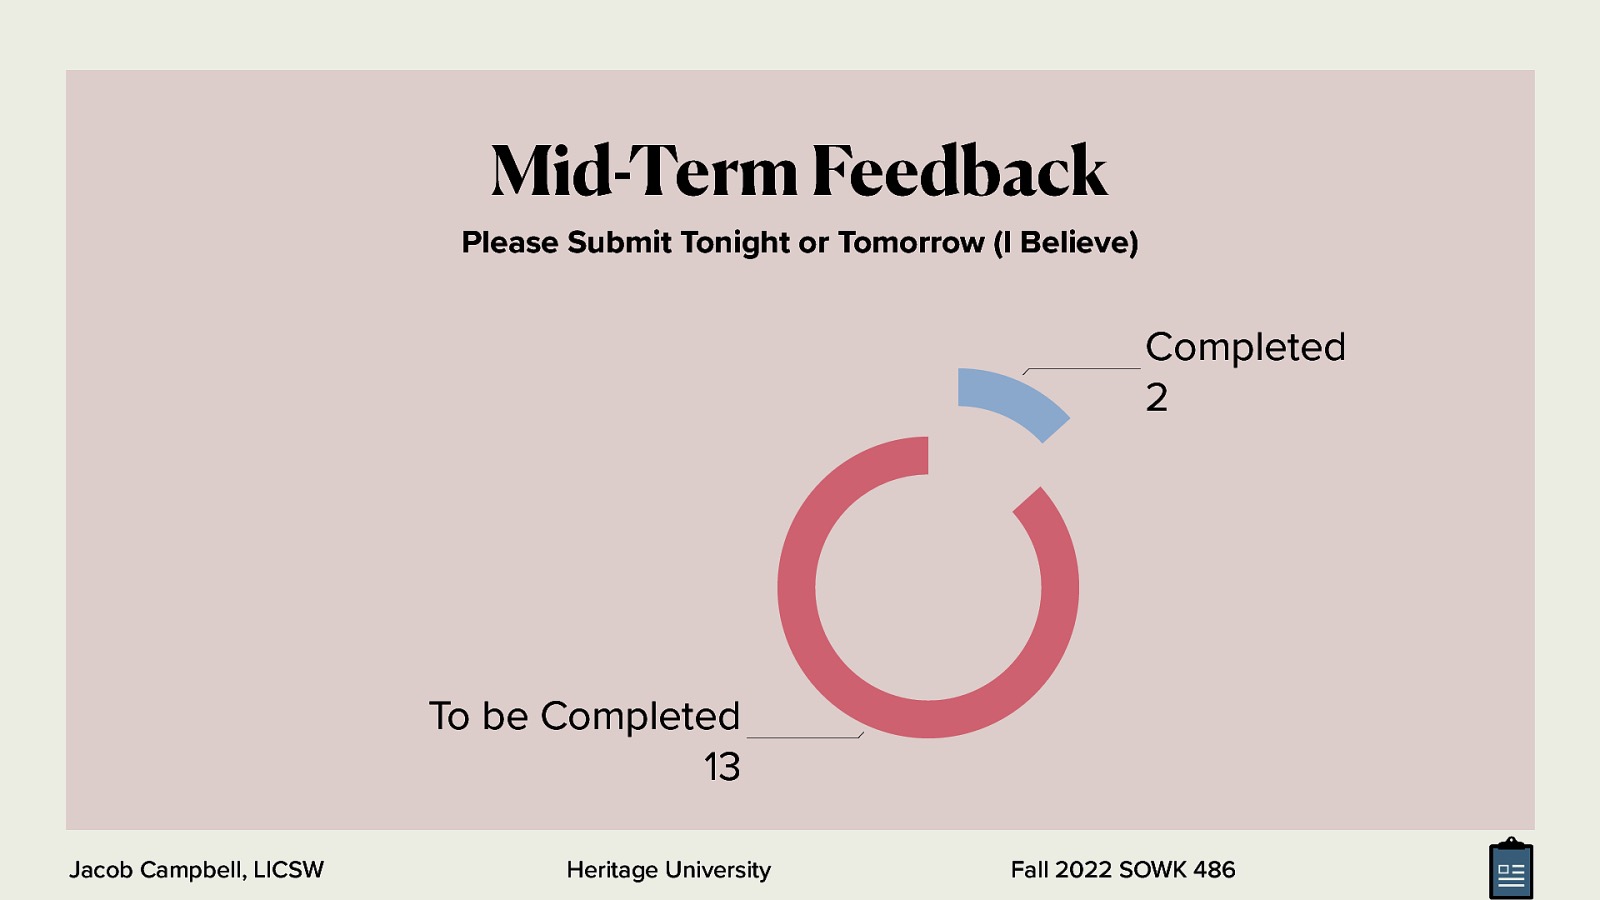 Mid-Term Feedback
Please Submit Tonight or Tomorrow (I Believe)
Completed
2
To be Completed
13
Jacob Campbell, LICSW
Heritage University
Fall 2022 SOWK 486